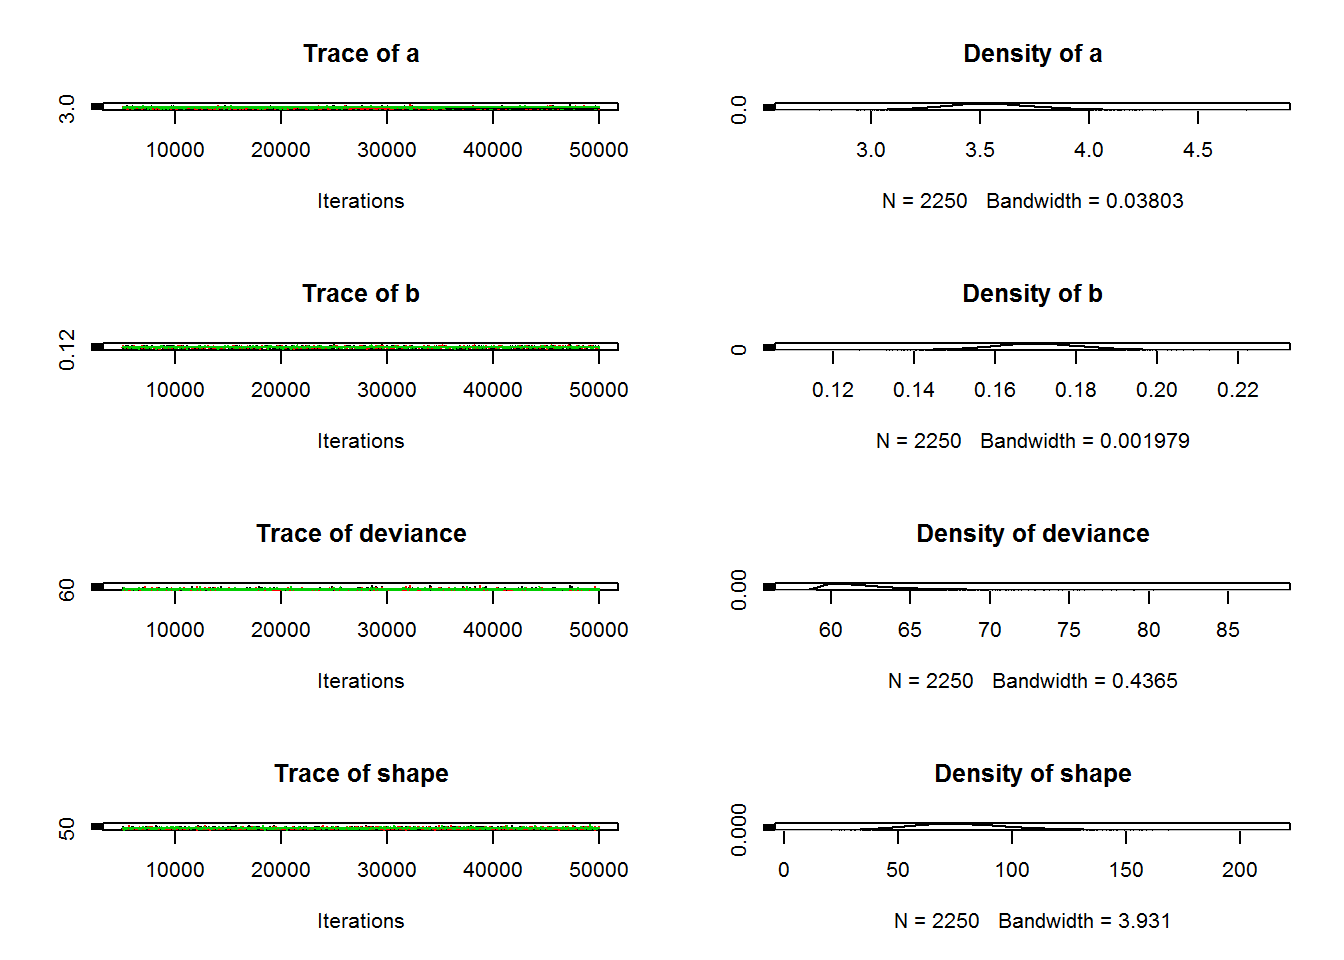 Trace of a
3.0
10000 20000 30000 40000 50000
Iterations
Density of a
0.0
3.0 3.5 4.0 4.5
N = 2250 Bandwidth = 0.03803
Trace of b
0.12
10000 20000 30000 40000 50000
Iterations
Density of b
0
0.12 0.14 0.16 0.18 0.20 0.22
N = 2250 Bandwidth = 0.001979
Trace of deviance
60
10000 20000 30000 40000 50000
Iterations
Density of deviance
0.00
60 65 70 75 80 85
N = 2250 Bandwidth = 0.4365
Trace of shape
50
10000 20000 30000 40000 50000
Iterations
Density of shape
0.000
0 50 100 150 200
N = 2250 Bandwidth = 3.931